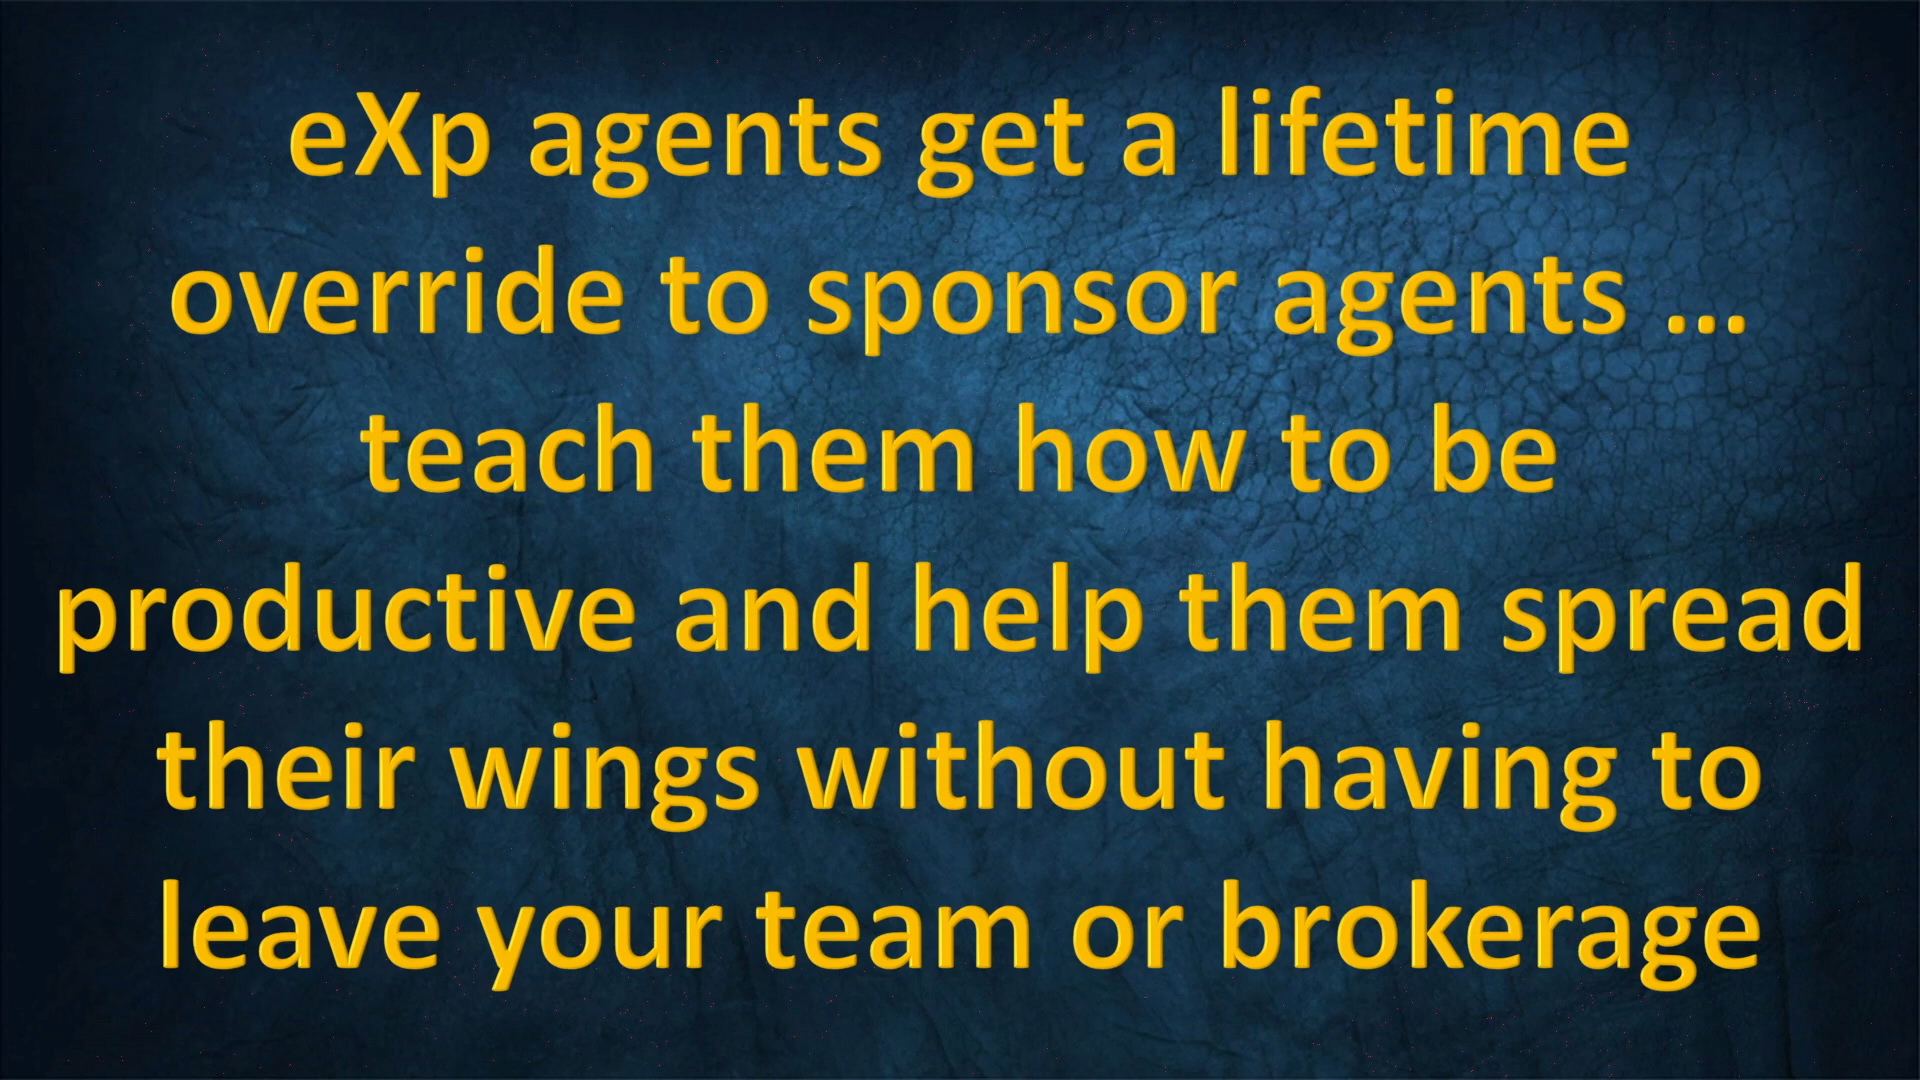 eXp agents get a lifetime
override to sponsor agents ...
teach them how to be
productive and help them spread
their wings without having to
leave your team or brokerage